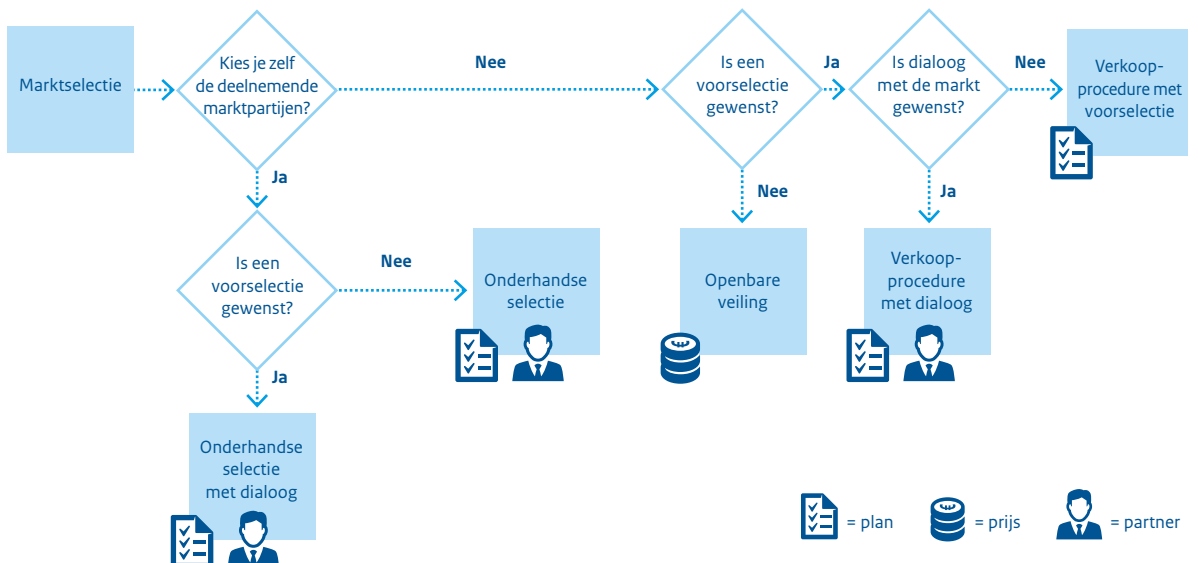 Marktselectie
Kies je zelf
de deelnemende
marktpartijen?
Nee
Is een
voorselectie
gewenst?
Ja
Is dialoog
met de markt
gewenst?
Nee
Verkoop-
procedure met
voorselectie
Ja
Nee
Ja
Is een
voorselectie
gewenst?
Nee
Onderhandse
selectie
Openbare
veiling
Verkoop-
procedure
met dialoog
Ja
Onderhandse
selectie
met dialoog
= plan
= prijs
= partner